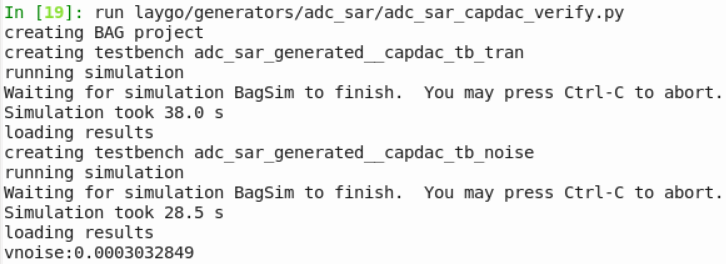 In [19]: run laygo/generators/adc_sar/adc_sar_capdac_verify.py
creating BAG project
creating testbench adc_sar_generated__capdac_tb_tran
running simulation
Waiting for simulation BagSim to finish.  You may press Ctrl-C to abort.
Simulation took 38.0 s
loading results
creating testbench adc_sar_generated__capdac_tb_noise
running simulation
Waiting for simulation BagSim to finish.  You may press Ctrl-C to abort.
Simulation took 28.5 s
loading results
vnoise:0.0003032849